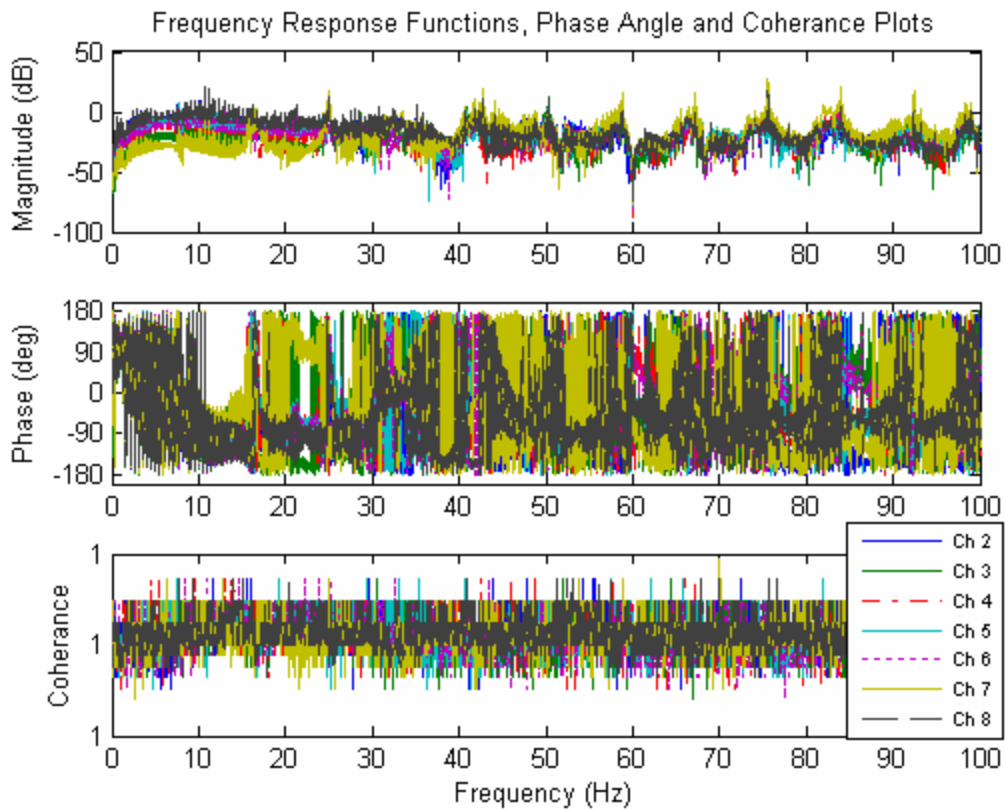 Frequency Response Functions, Phase Angle and Coherance Plots
Magnitude (dB)
50
0
-50
-100
0 10 20 30 40 50 60 70 80 90 100
Phase (deg)
180
90
0
-90
-180
0 10 20 30 40 50 60 70 80 90 100
Coherance
1
1
1
0 10 20 30 40 50 60 70 80 90 100
Frequency (Hz)
Ch 2
Ch 3
Ch 4
Ch 5
Ch 6
Ch 7
Ch 8